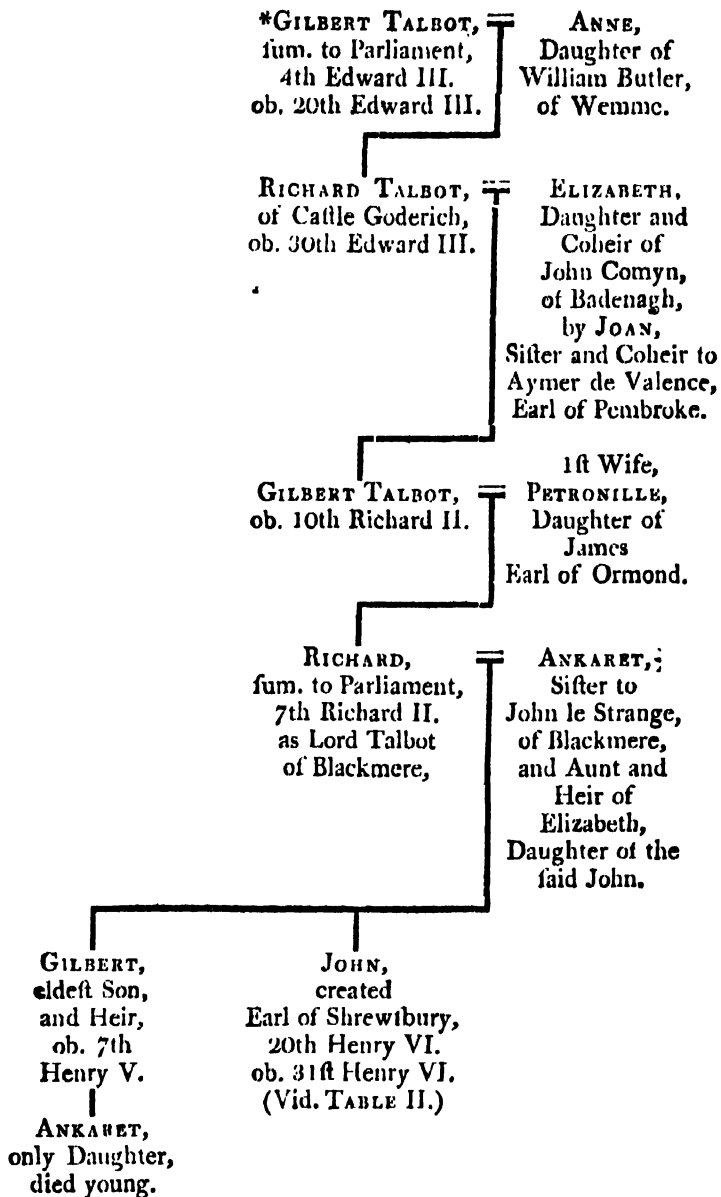 *GILBERT TALBOT,
ſum. to Parliament,
4th Edward III.
ob. 20th Edward III.
ANNE,
Daughter of
William Butler,
of Wemme.
RICHARD TALBOT,
of Caſtle Goderich,
ob. 30th Edward III.
ELIZABETH,
Daughter and
Coheir of
John Comyn,
of Badenagh,
by JOAN,
Siſter and Coheir to
Aymer de Valence,
Earl of Pembroke.
GILBERT TALBOT,
ob. 10th Richard II.
1ſt Wife,
PETRONILLE,
Daughter of
James
Earl of Ormond.
RICHARD,
ſum. to Parliament,
7th Richard II.
as Lord Talbot
of Blackmere,
ANKARET,
Siſter to
John le Strange,
of Blackmere,
and Aunt and
Heir of
Elizabeth,
Daughter of the
ſaid John.
GILBERT,
eldeſt Son,
and Heir,
ob. 7th
Henry V.
JOHN,
created
Earl of Shrewſbury,
20th Henry VI.
ob. 31ſt Henry VI.
(Vid. TABLE II.)
ANKARET,
only Daughter,
died young.